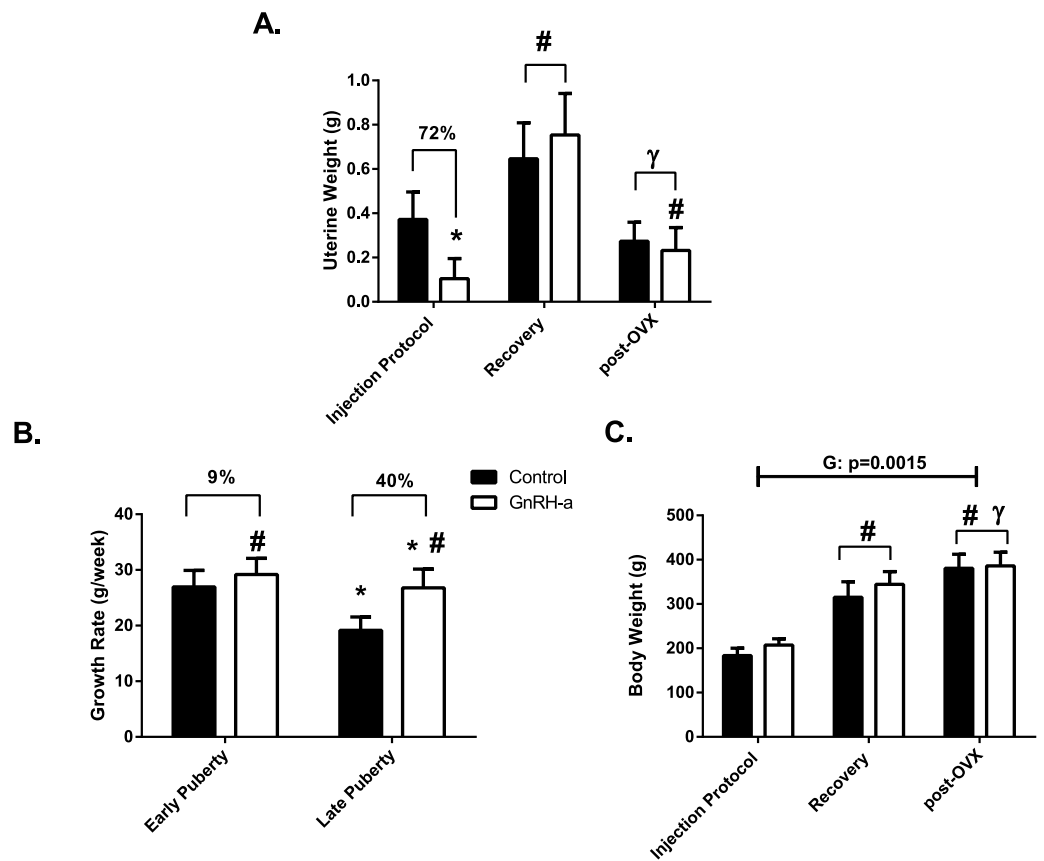 A.
#
1.0
72%
0.8
γ
0.6
#
0.4
*
0.2
0.0
Uterine Weight (g)
Injection Protocol
Recovery
post-OVX
B.
9%
40%
Control
GnRH-a
40
#
* #
30
*
20
10
0
Growth Rate (g/week)
Early Puberty
Late Puberty
C.
G: p=0.0015
500
# γ
#
400
300
200
100
0
Body Weight (g)
Injection Protocol
Recovery
post-OVX